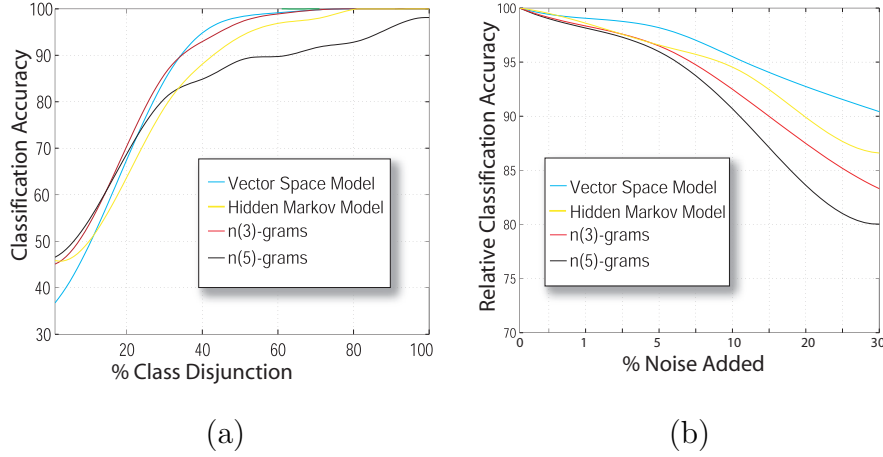 Classification Accuracy
100
90
80
70
60
50
40
30
20
40
60
80
100
% Class Disjunction
Vector Space Model
Hidden Markov Model
n(3)-grams
n(5)-grams
(a)
Relative Classification Accuracy
100
95
90
85
80
75
70
0
1
5
10
20
30
% Noise Added
Vector Space Model
Hidden Markov Model
n(3)-grams
n(5)-grams
(b)